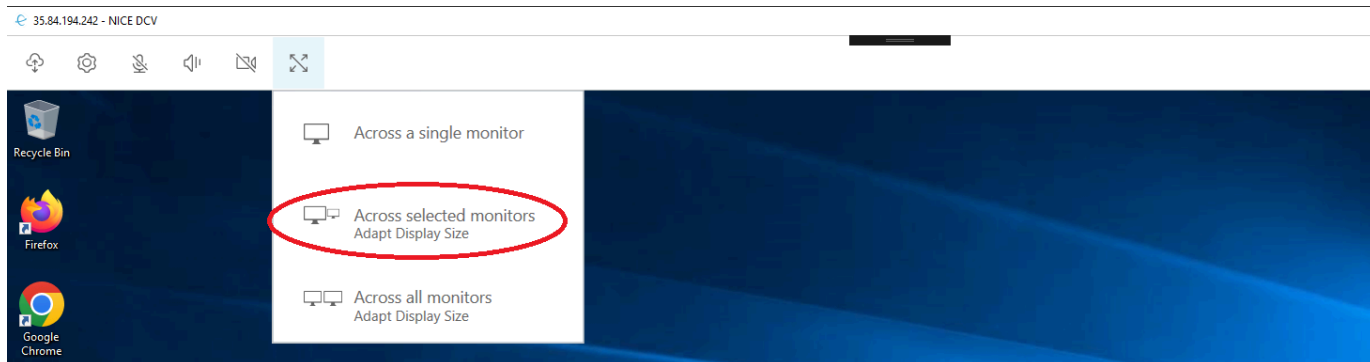 35.84.194.242 - NICE DCV
Recycle Bin
Firefox
Google
Chrome
Across a single monitor
Across selected monitors
Adapt Display Size
Across all monitors
Adapt Display Size